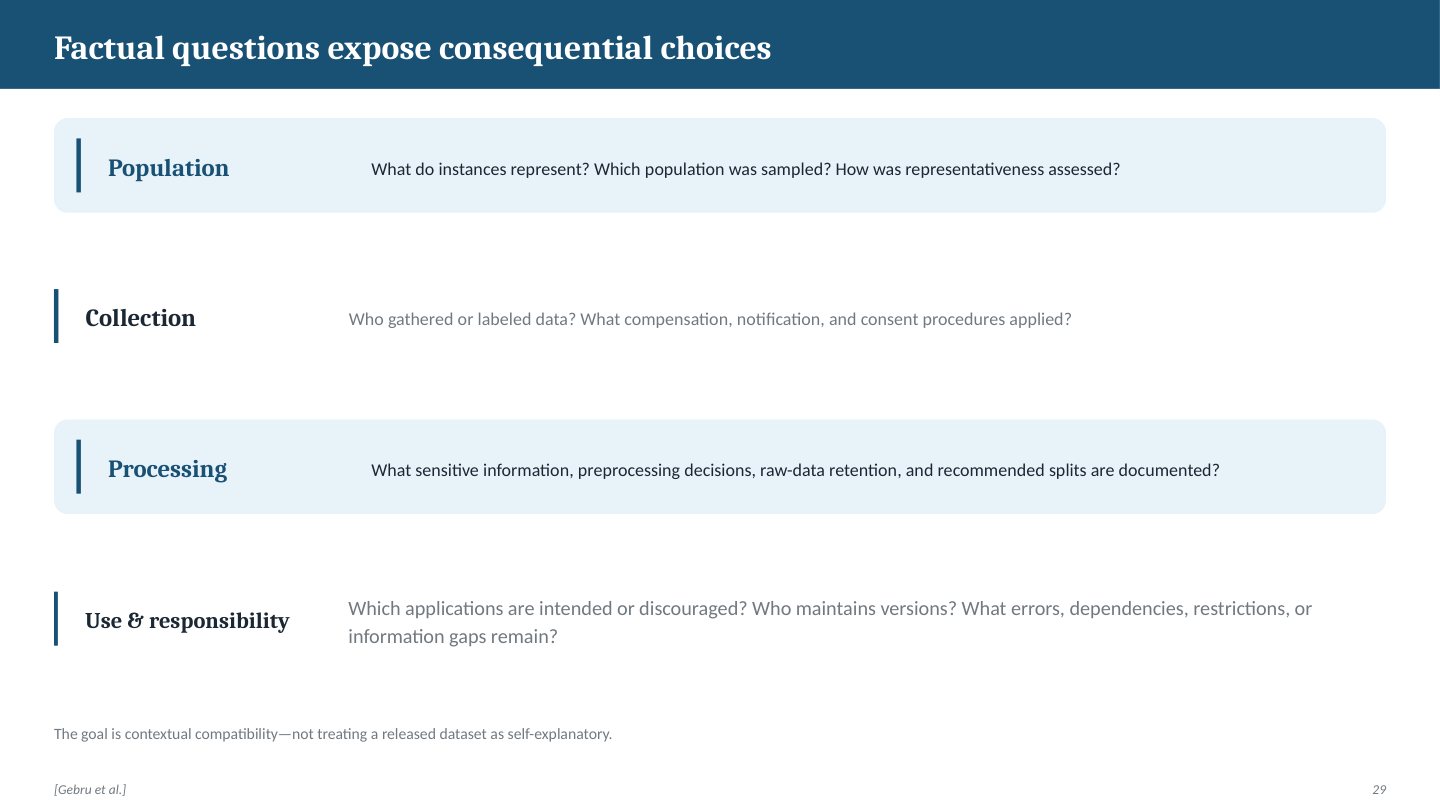 Factual questions expose consequential choices
Population
What do instances represent? Which population was sampled? How was representativeness assessed?
Collection
Who gathered or labeled data? What compensation, notification, and consent procedures applied?
Processing
What sensitive information, preprocessing decisions, raw-data retention, and recommended splits are documented?
Use & responsibility
Which applications are intended or discouraged? Who maintains versions? What errors, dependencies, restrictions, or
information gaps remain?
The goal is contextual compatibility—not treating a released dataset as self-explanatory.
[Gebru et al.]
29